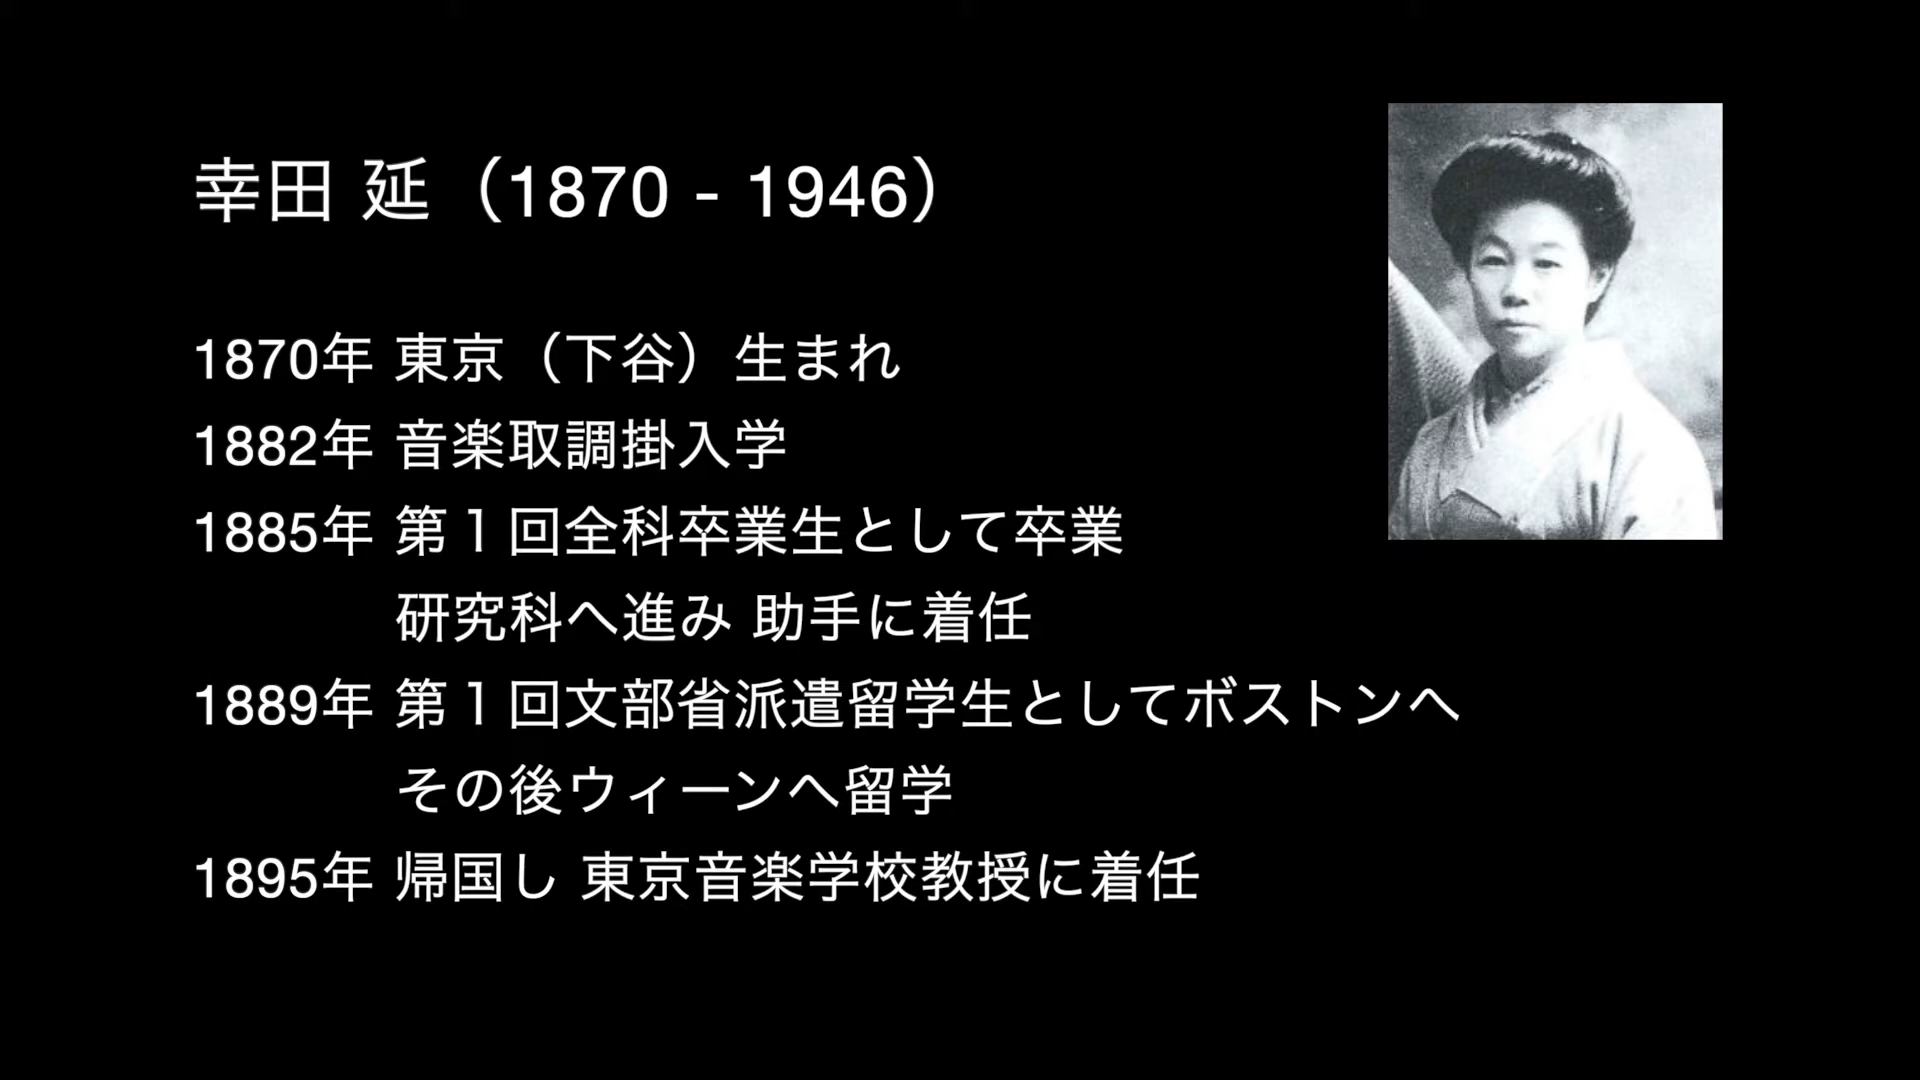 幸田 延（1870 - 1946）
1870年 東京（下谷）生まれ
1882年 音楽取調掛入学
1885年 第１回全科卒業生として卒業
研究科へ進み 助手に着任
1889年 第１回文部省派遣留学生としてボストンへ
その後ウィーンへ留学
1895年 帰国し 東京音楽学校教授に着任